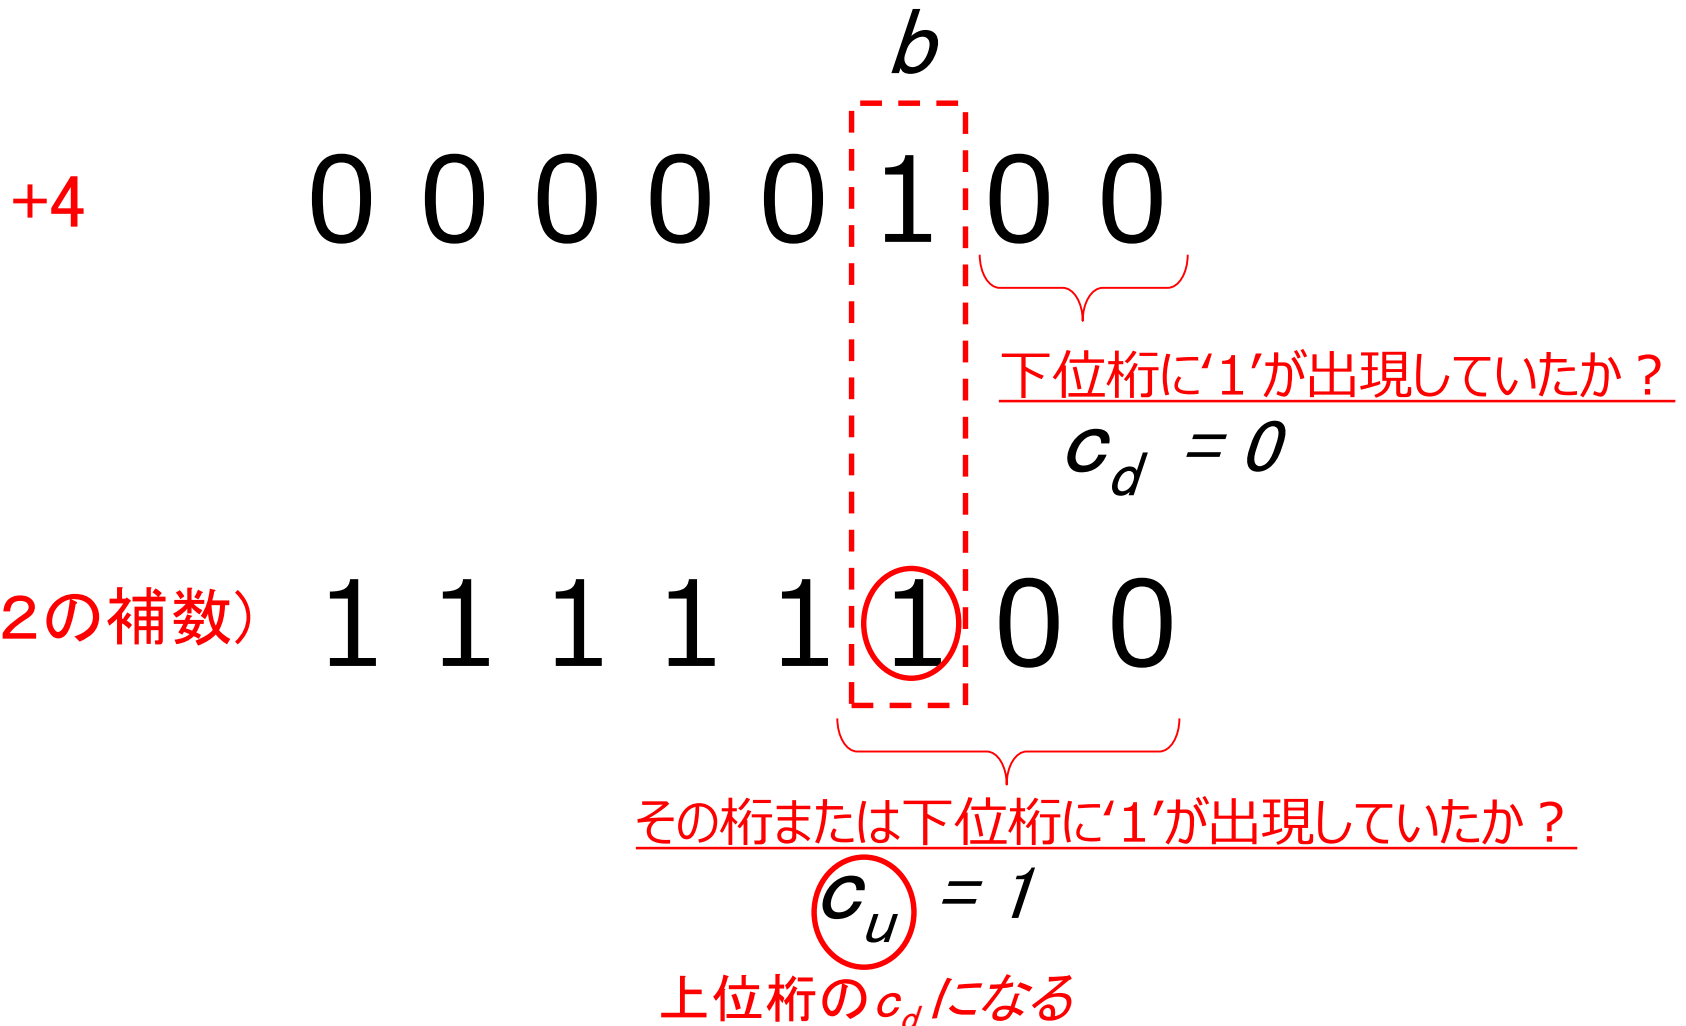 b
+4 0 0 0 0 0 1 0 0
下位桁に‘1’が出現していたか？
c_d = 0
2の補数) 1 1 1 1 1 1 0 0
その桁または下位桁に‘1’が出現していたか？
c_u = 1
上位桁のc_dになる